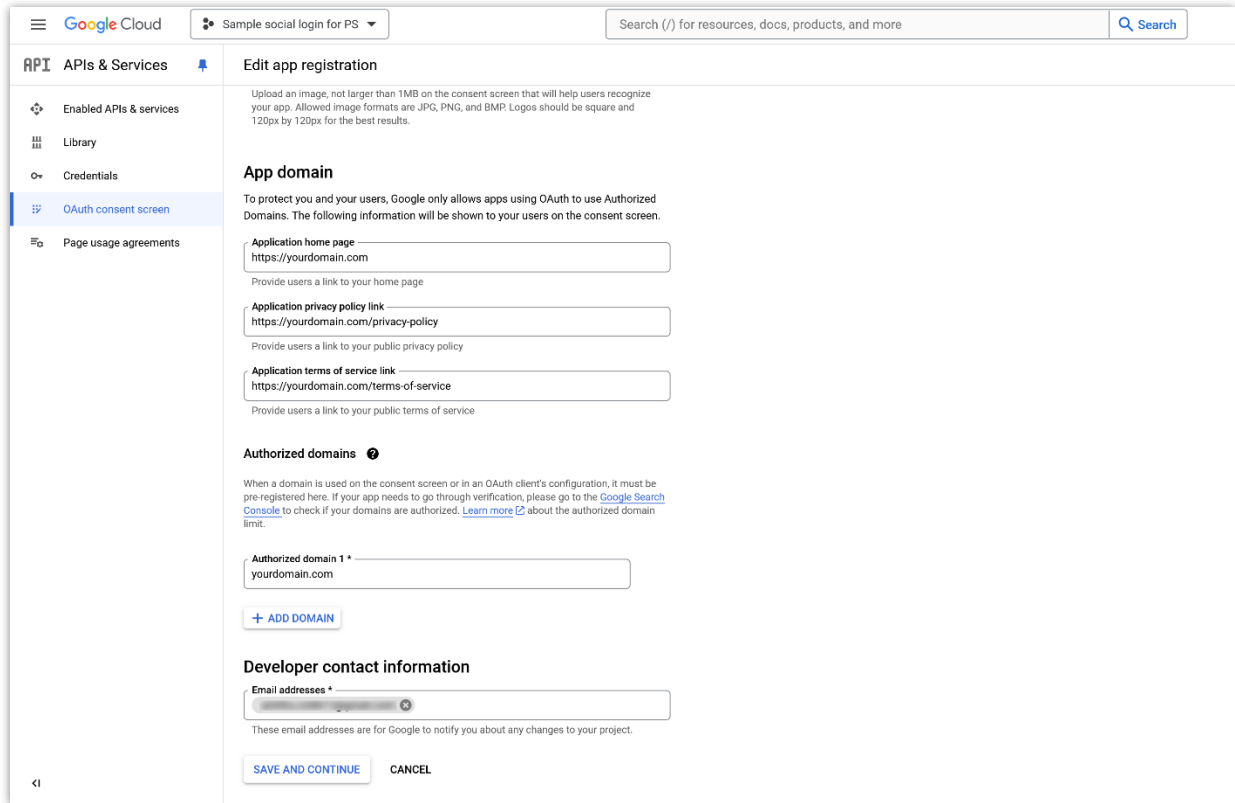 Google Cloud
Sample social login for PS
Search (/) for resources, docs, products, and more
Search
API APIs & Services
Edit app registration
Enabled APIs & services
Library
Credentials
OAuth consent screen
Page usage agreements
Upload an image, not larger than 1MB on the consent screen that will help users recognize
your app. Allowed image formats are JPG, PNG, and BMP. Logos should be square and
120px by 120px for the best results.
App domain
To protect you and your users, Google only allows apps using OAuth to use Authorized
Domains. The following information will be shown to your users on the consent screen.
Application home page
https://yourdomain.com
Provide users a link to your home page
Application privacy policy link
https://yourdomain.com/privacy-policy
Provide users a link to your public privacy policy
Application terms of service link
https://yourdomain.com/terms-of-service
Provide users a link to your public terms of service
Authorized domains
When a domain is used on the consent screen or in an OAuth client's configuration, it must be
pre-registered here. If your app needs to go through verification, please go to the Google Search
Console to check if your domains are authorized. Learn more about the authorized domain
limit.
Authorized domain 1 *
yourdomain.com
+ ADD DOMAIN
Developer contact information
Email addresses *
These email addresses are for Google to notify you about any changes to your project.
SAVE AND CONTINUE
CANCEL